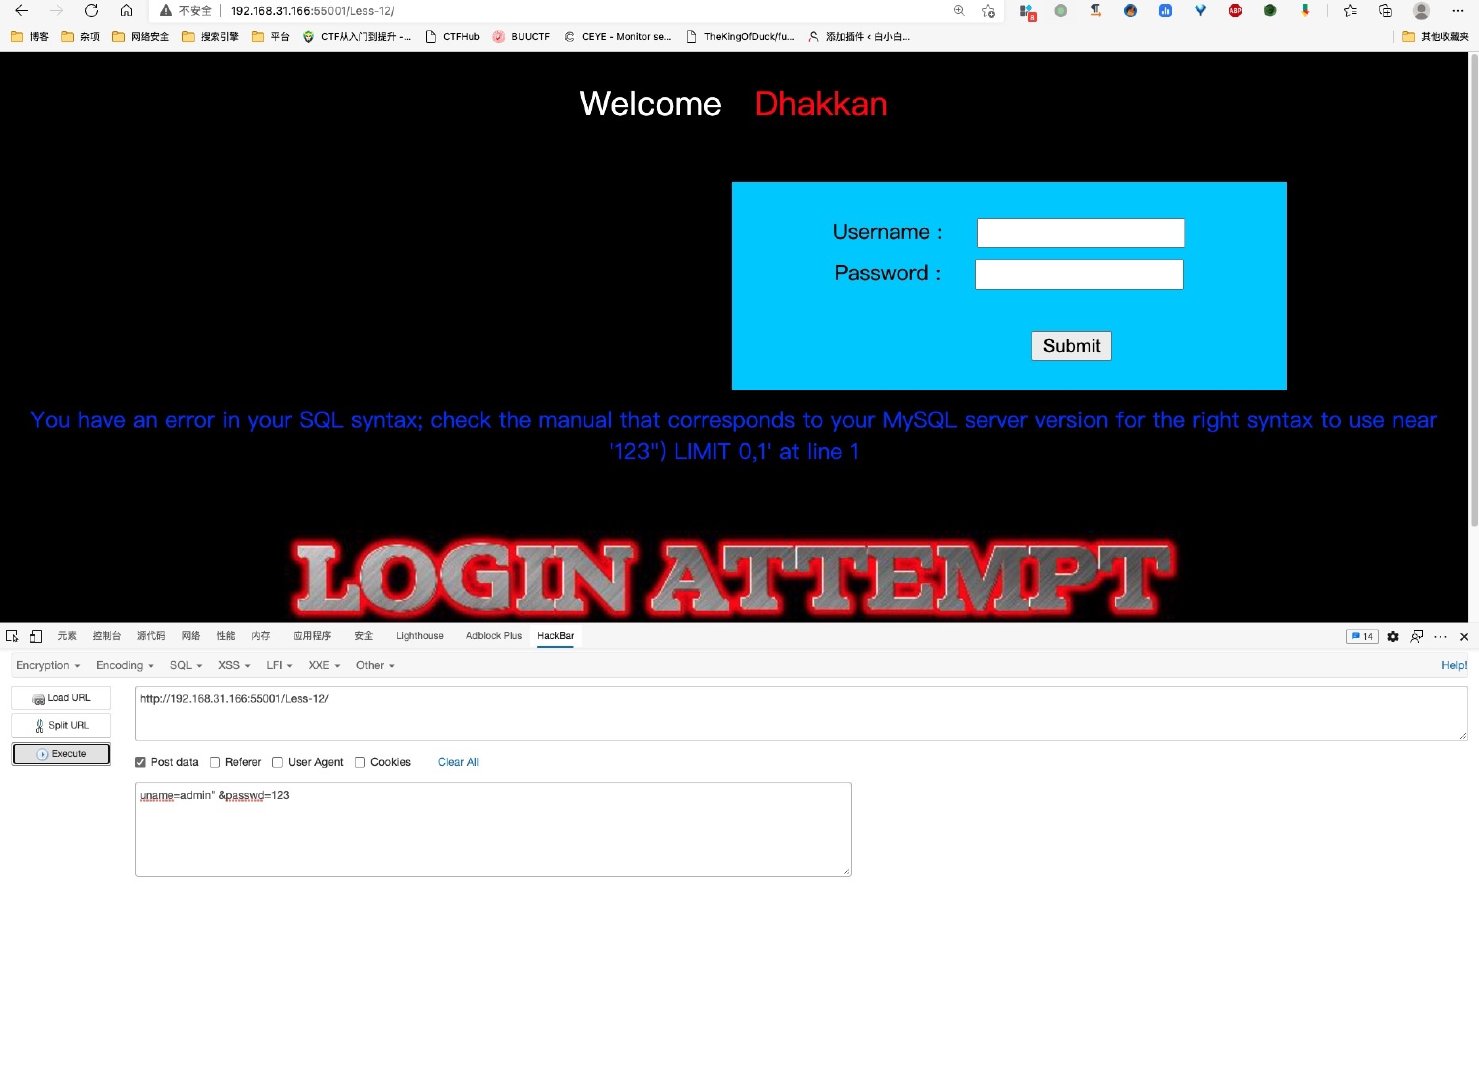 不安全 192.168.31.166:55001/Less-12/
8 ABP
博客 杂项 网络安全 搜索引擎 平台 CTF从入门到提升 -... CTFHub BUUCTF CEYE - Monitor se... TheKingOfDuck/fu... 添加插件 ‹ 白小白... 其他收藏夹
Welcome Dhakkan
Username :
Password :
Submit
You have an error in your SQL syntax; check the manual that corresponds to your MySQL server version for the right syntax to use near
'123") LIMIT 0,1' at line 1
LOGIN ATTEMPT
元素 控制台 源代码 网络 性能 内存 应用程序 安全 Lighthouse Adblock Plus HackBar 14
Encryption Encoding SQL XSS LFI XXE Other Help!
Load URL http://192.168.31.166:55001/Less-12/
Split URL
Execute
Post data Referer User Agent Cookies Clear All
uname=admin" &passwd=123